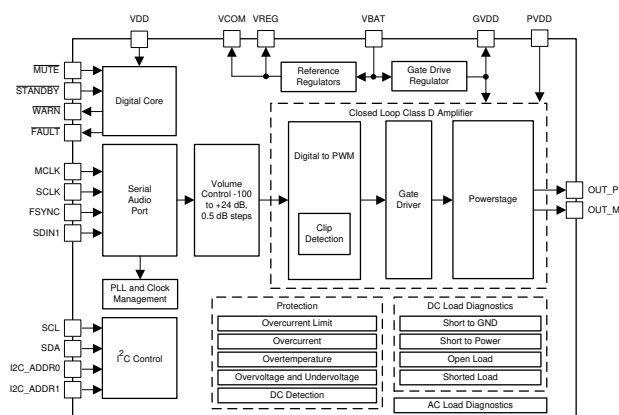 VDD
VCOM
VREG
VBAT
GVDD
PVDD
MUTE
STANDBY
WARN
FAULT
Digital Core
Reference
Regulators
Gate Drive
Regulator
Closed Loop Class D Amplifier
MCLK
SCLK
FSYNC
SDIN1
Serial
Audio
Port
Volume
Control -100
to +24 dB,
0.5 dB steps
Digital to PWM
Clip
Detection
Gate
Driver
Powerstage
OUT_P
OUT_M
PLL and Clock
Management
SCL
SDA
I2C_ADDR0
I2C_ADDR1
I2C Control
Protection
Overcurrent Limit
Overcurrent
Overtemperature
Overvoltage and Undervoltage
DC Detection
DC Load Diagnostics
Short to GND
Short to Power
Open Load
Shorted Load
AC Load Diagnostics